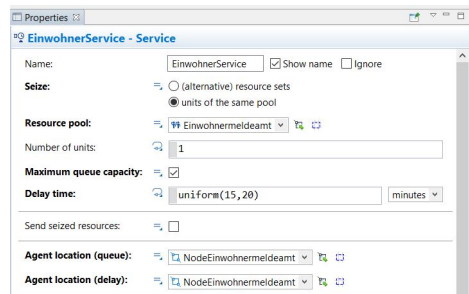 Properties
EinwohnerService - Service
Name: EinwohnerService Show name Ignore
Seize: (alternative) resource sets
units of the same pool
Resource pool: Einwohnermeldeamt
Number of units: 1
Maximum queue capacity:
Delay time: uniform(15,20) minutes
Send seized resources:
Agent location (queue): NodeEinwohnermeldeamt
Agent location (delay): NodeEinwohnermeldeamt